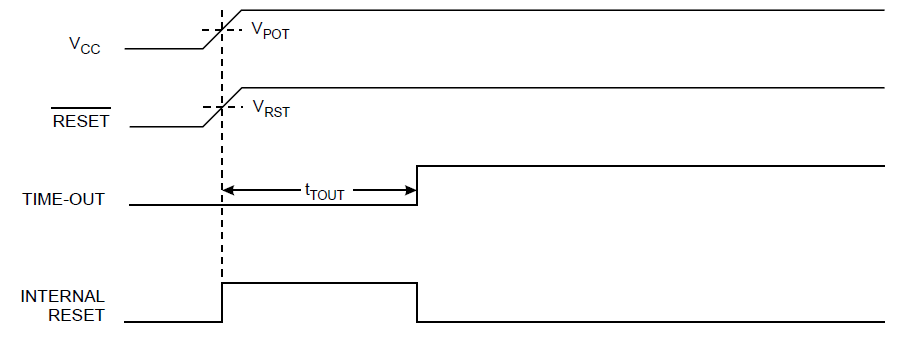 VCC
VPOT
RESET
VRST
TIME-OUT
tTOUT
INTERNAL
RESET